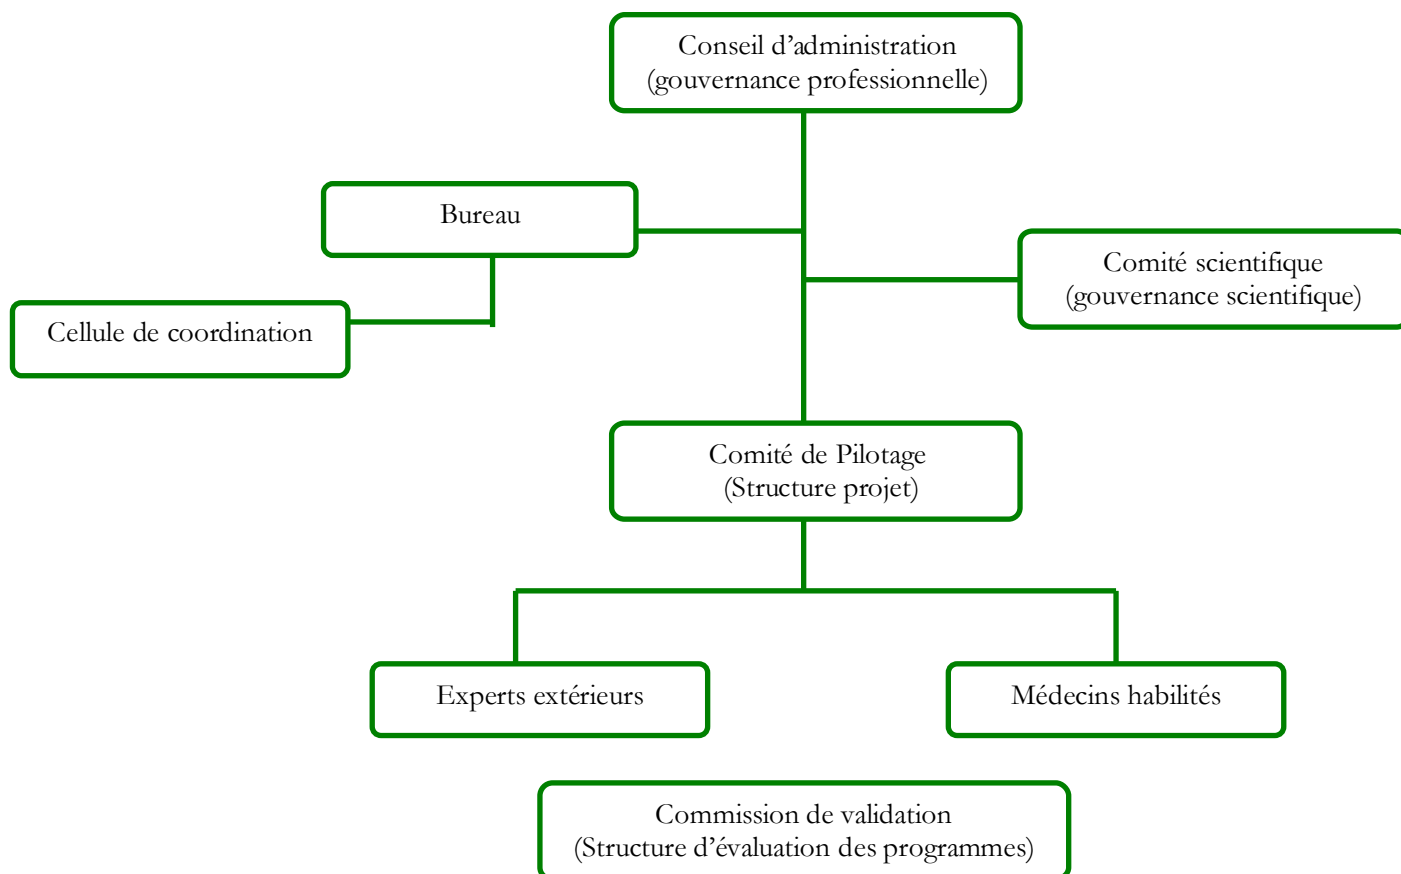 Conseil d’administration
(gouvernance professionnelle)
Bureau
Comité scientifique
(gouvernance scientifique)
Cellule de coordination
Comité de Pilotage
(Structure projet)
Experts extérieurs
Médecins habilités
Commission de validation
(Structure d’évaluation des programmes)